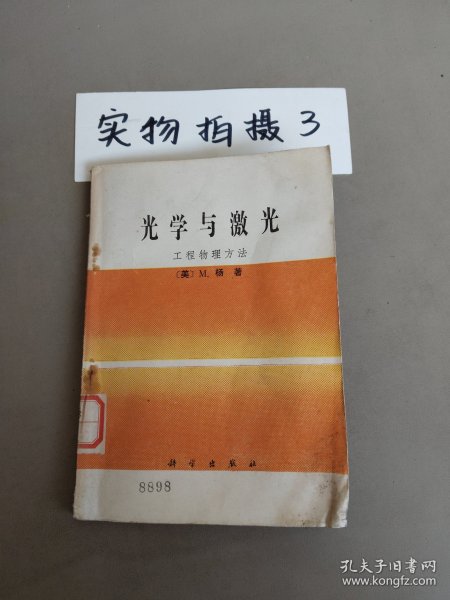 实物拍摄3
光学与激光
工程物理方法
〔美〕M. 杨 著
科学出版社
8898
孔夫子旧书网
www.kongfz.com